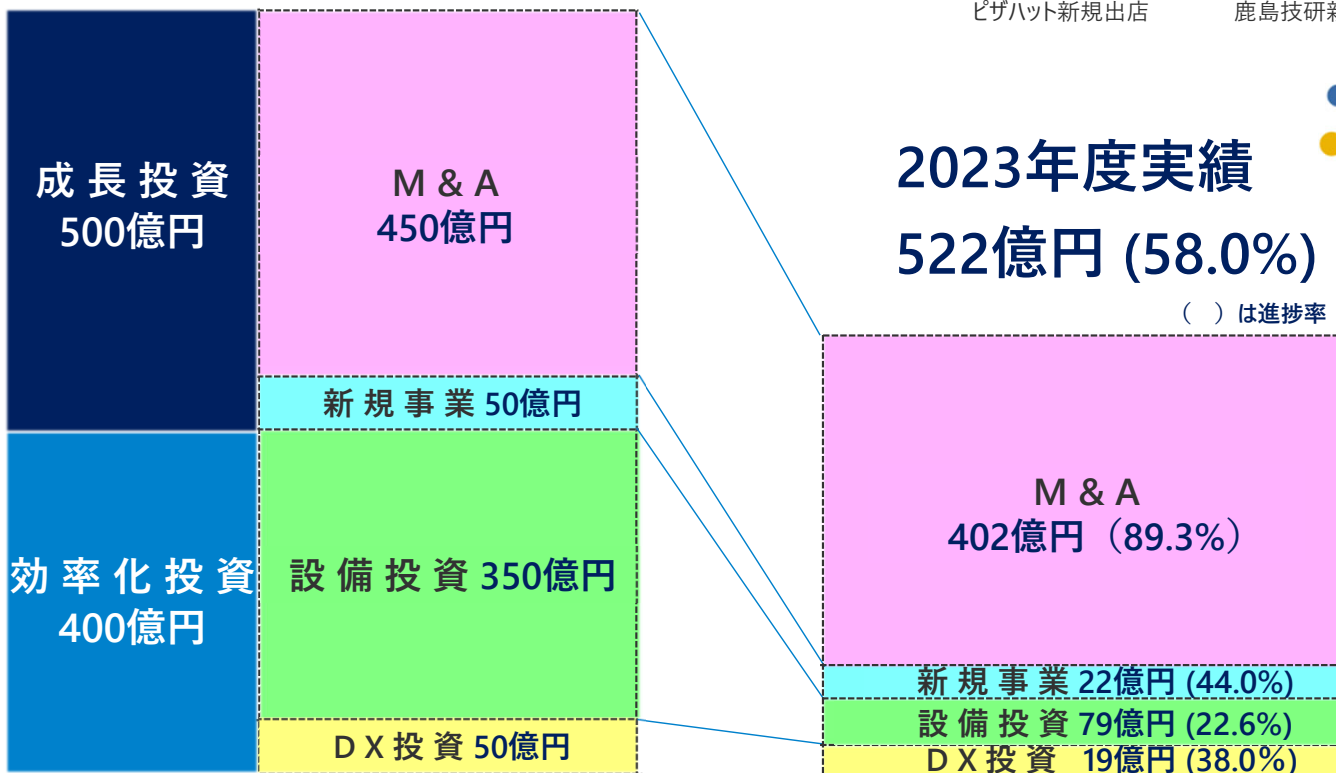 ピザハット新規出店
鹿島技研新
成長投資
500億円
M & A
450億円
新規事業 50億円
効率化投資
400億円
設備投資 350億円
DX投資 50億円
2023年度実績
522億円 (58.0%)
（ ）は進捗率
M & A
402億円（89.3%）
新規事業 22億円 (44.0%)
設備投資 79億円 (22.6%)
DX投資 19億円 (38.0%)